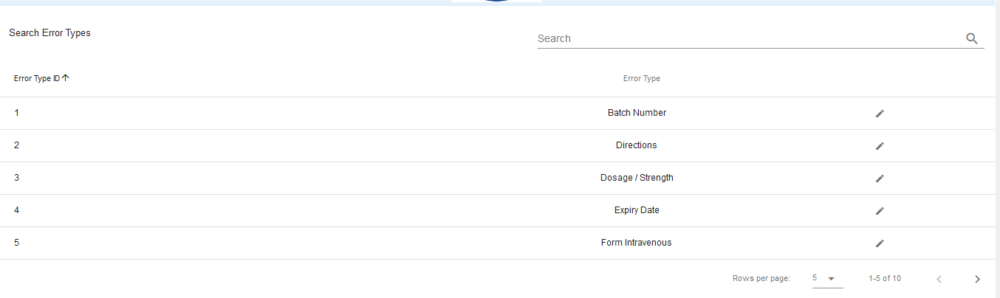 Search Error Types
Search
Error Type ID Error Type
1 Batch Number
2 Directions
3 Dosage / Strength
4 Expiry Date
5 Form Intravenous
Rows per page: 5 1-5 of 10